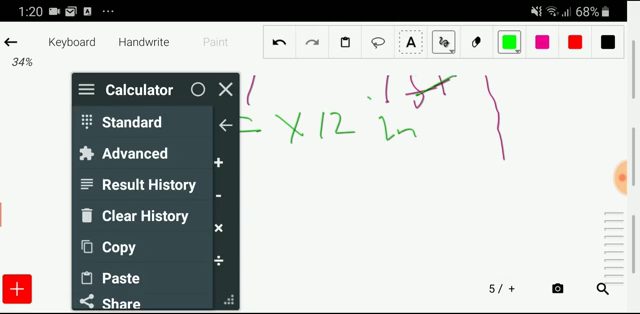 1:20 68%
Keyboard Handwrite Paint A
34%
Calculator
Standard
Advanced
Result History
Clear History
Copy
Paste
Share
+
-
×
÷
= × 12 in
5 / +